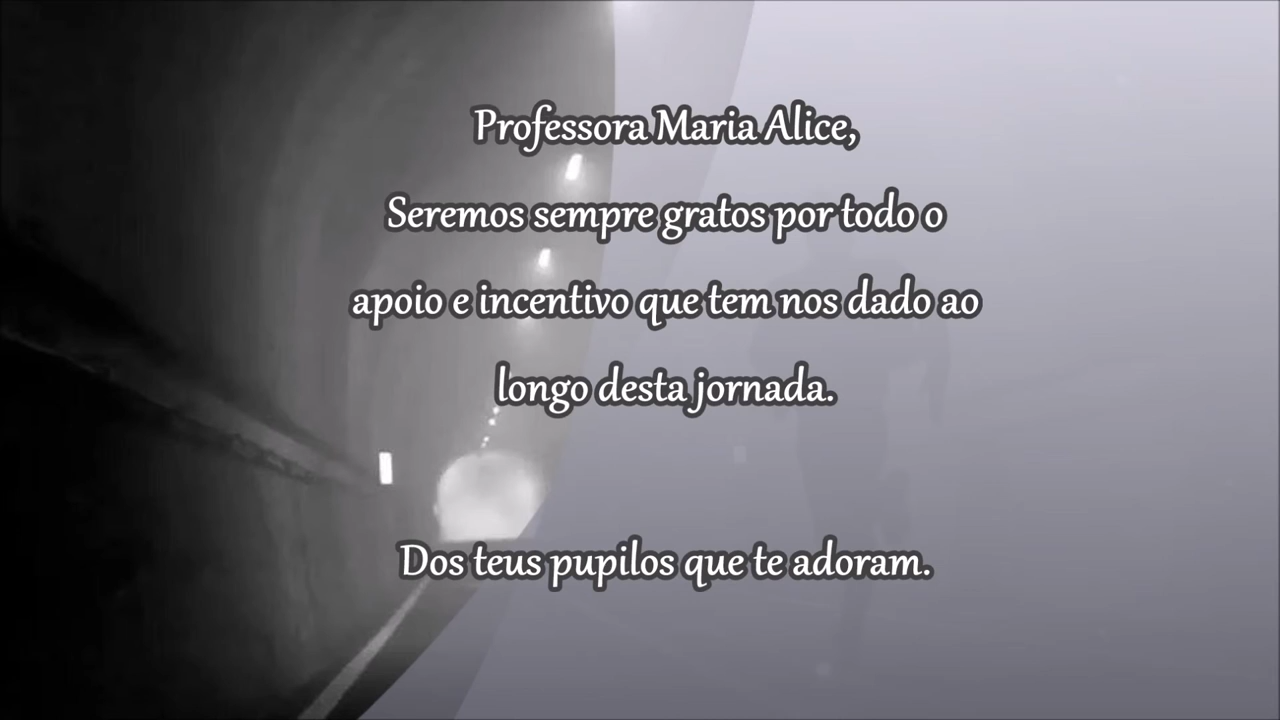 Professora Maria Alice,
Seremos sempre gratos por todo o
apoio e incentivo que tem nos dado ao
longo desta jornada.
Dos teus pupilos que te adoram.